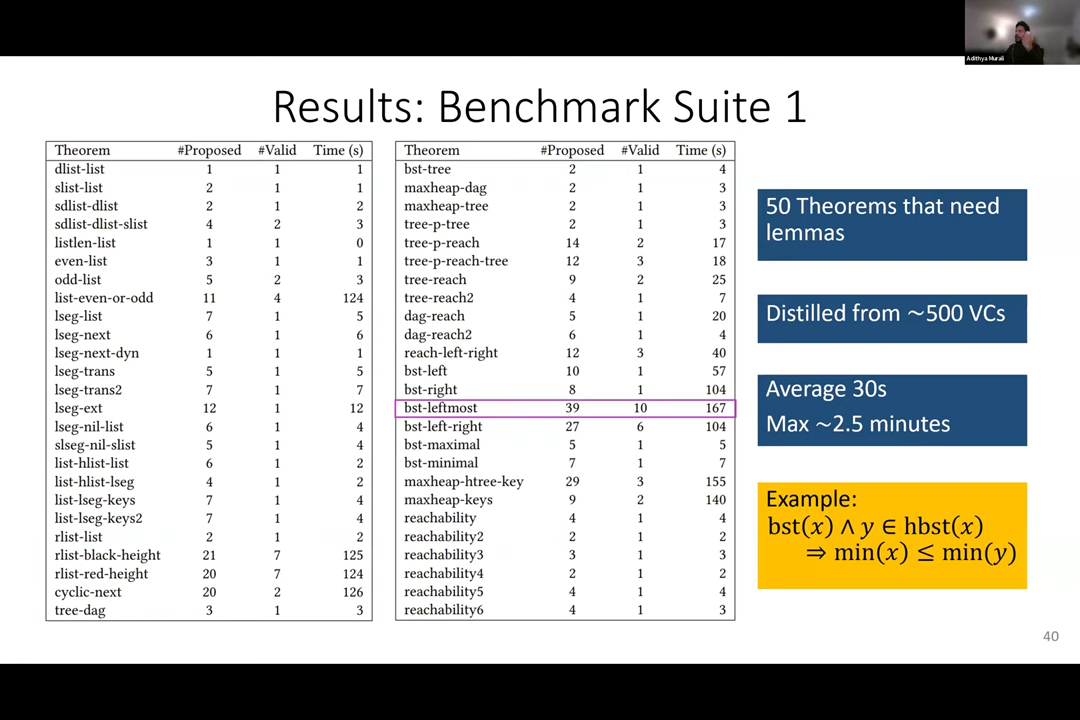 Adithya Murali
Results: Benchmark Suite 1
Theorem #Proposed #Valid Time (s)
dlist-list 1 1 1
slist-list 2 1 1
sdlist-dlist 2 1 2
sdlist-dlist-slist 4 2 3
listlen-list 1 1 0
even-list 3 1 1
odd-list 5 2 3
list-even-or-odd 11 4 124
lseg-list 7 1 5
lseg-next 6 1 6
lseg-next-dyn 1 1 1
lseg-trans 5 1 5
lseg-trans2 7 1 7
lseg-ext 12 1 12
lseg-nil-list 6 1 4
slseg-nil-slist 5 1 4
list-hlist-list 6 1 2
list-hlist-lseg 4 1 2
list-lseg-keys 7 1 4
list-lseg-keys2 7 1 4
rlist-list 2 1 2
rlist-black-height 21 7 125
rlist-red-height 20 7 124
cyclic-next 20 2 126
tree-dag 3 1 3
Theorem #Proposed #Valid Time (s)
bst-tree 2 1 4
maxheap-dag 2 1 3
maxheap-tree 2 1 3
tree-p-tree 2 1 3
tree-p-reach 14 2 17
tree-p-reach-tree 12 3 18
tree-reach 9 2 25
tree-reach2 4 1 7
dag-reach 5 1 20
dag-reach2 6 1 4
reach-left-right 12 3 40
bst-left 10 1 57
bst-right 8 1 104
bst-leftmost 39 10 167
bst-left-right 27 6 104
bst-maximal 5 1 5
bst-minimal 7 1 7
maxheap-htree-key 29 3 155
maxheap-keys 9 2 140
reachability 4 1 4
reachability2 2 1 2
reachability3 3 1 3
reachability4 2 1 2
reachability5 4 1 4
reachability6 4 1 3
50 Theorems that need
lemmas
Distilled from ~500 VCs
Average 30s
Max ~2.5 minutes
Example:
bst(x) ∧ y ∈ hbst(x)
⇒ min(x) ≤ min(y)
40